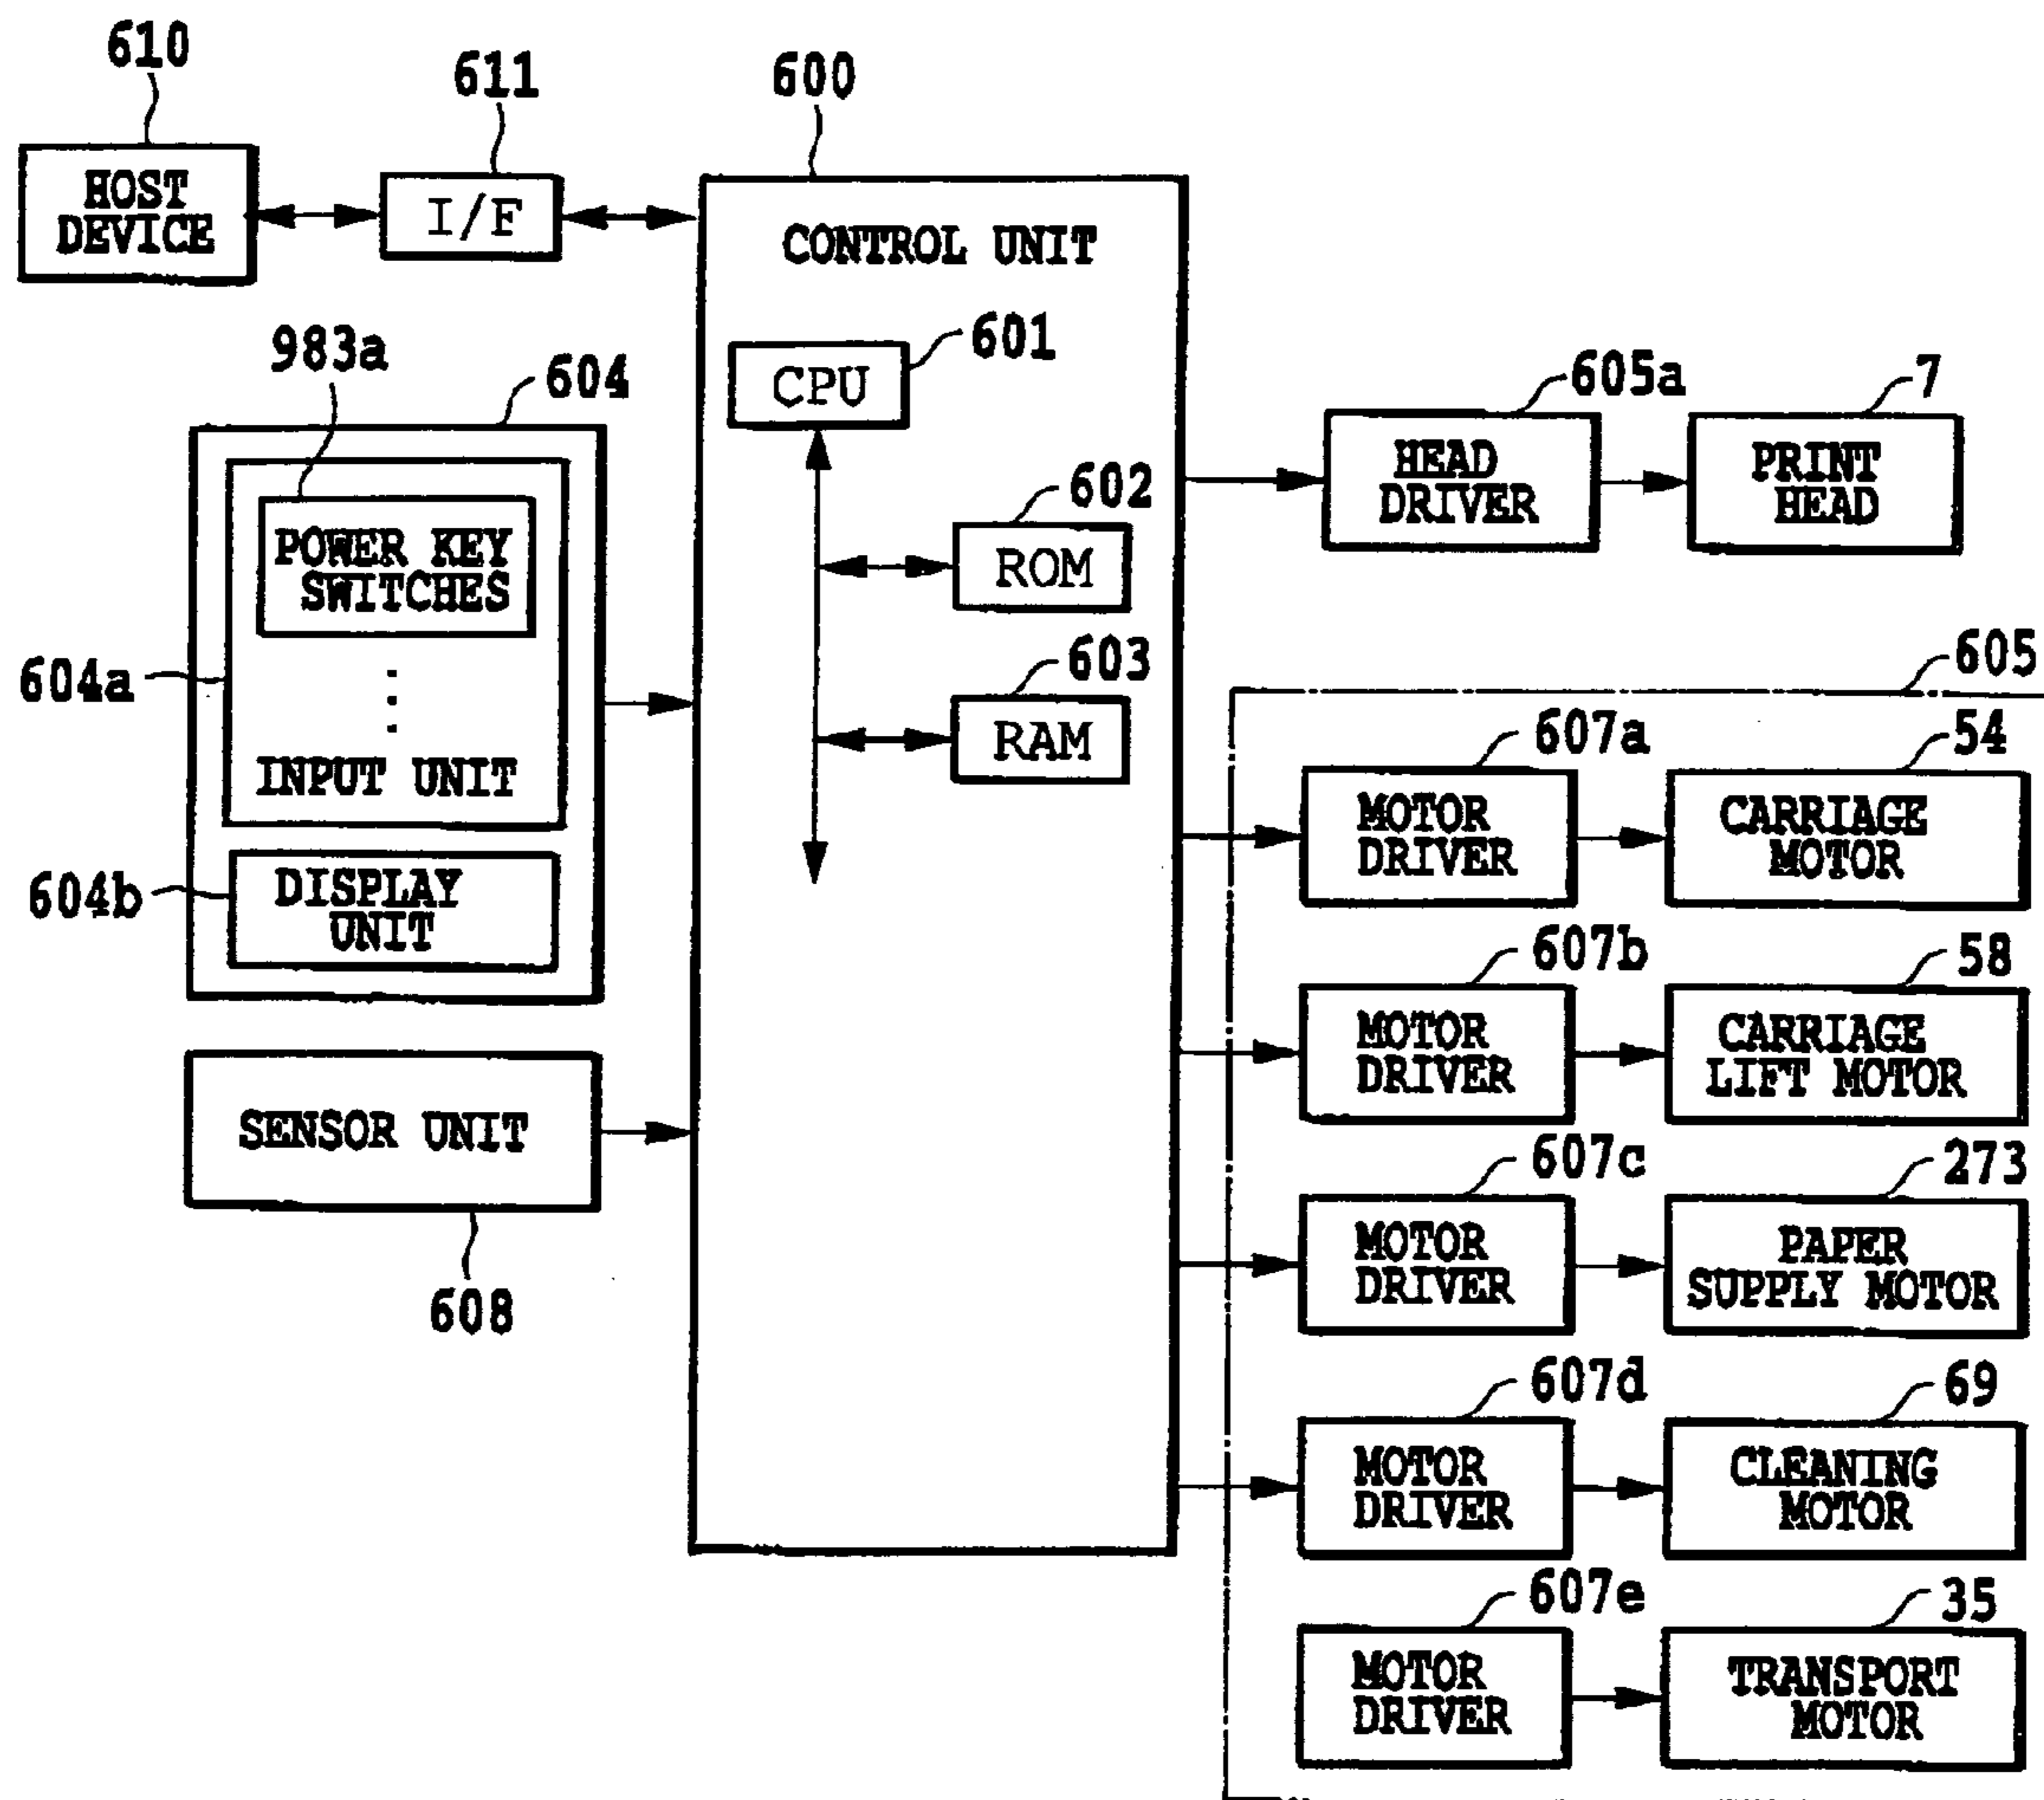 610
611
600
HOST
DEVICE
I/F
CONTROL UNIT
983a
604
601
CPU
605a
7
HEAD
DRIVER
PRINT
HEAD
POWER KEY
SWITCHES
602
ROM
604a
603
RAM
605
INPUT UNIT
607a
54
MOTOR
DRIVER
CARRIAGE
MOTOR
604b
DISPLAY
UNIT
607b
58
MOTOR
DRIVER
CARRIAGE
LIFT MOTOR
SENSOR UNIT
608
607c
273
MOTOR
DRIVER
PAPER
SUPPLY MOTOR
607d
69
MOTOR
DRIVER
CLEANING
MOTOR
607e
35
MOTOR
DRIVER
TRANSPORT
MOTOR